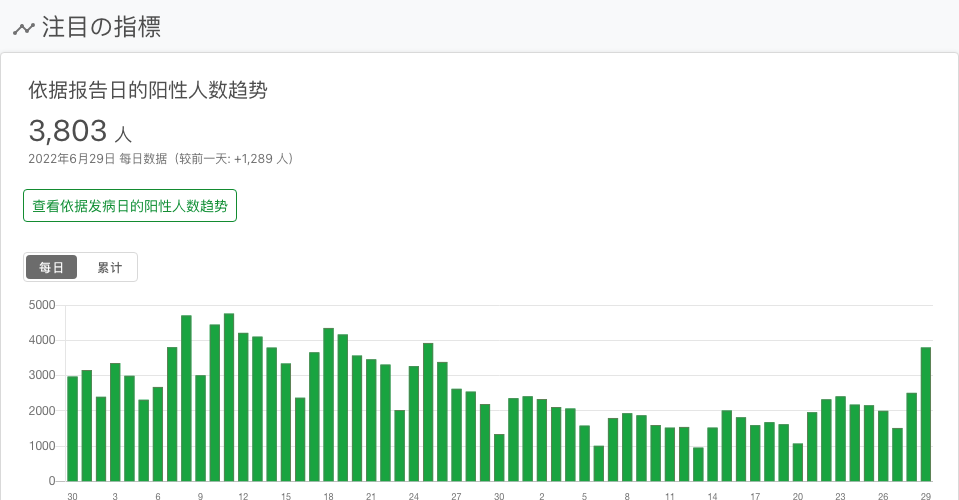 注目の指標
依据报告日的阳性人数趋势
3,803 人
2022年6月29日 每日数据（较前一天: +1,289 人）
查看依据发病日的阳性人数趋势
每日 累计
5000
4000
3000
2000
1000
0
30 3 6 9 12 15 18 21 24 27 30 2 5 8 11 14 17 20 23 26 29